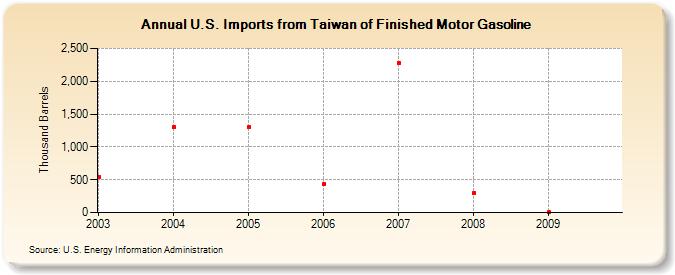 Annual U.S. Imports from Taiwan of Finished Motor Gasoline
Thousand Barrels
2,500
2,000
1,500
1,000
500
0
2003 2004 2005 2006 2007 2008 2009
Source: U.S. Energy Information Administration